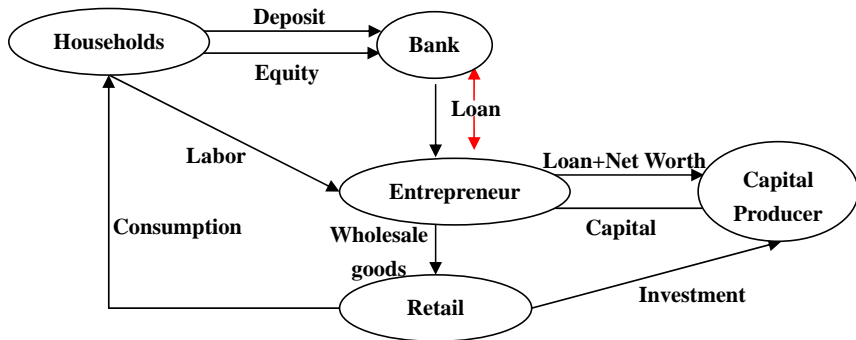 Deposit
Households
Bank
Equity
Loan
Labor
Loan+Net Worth
Entrepreneur
Capital
Producer
Consumption
Wholesale
goods
Capital
Retail
Investment